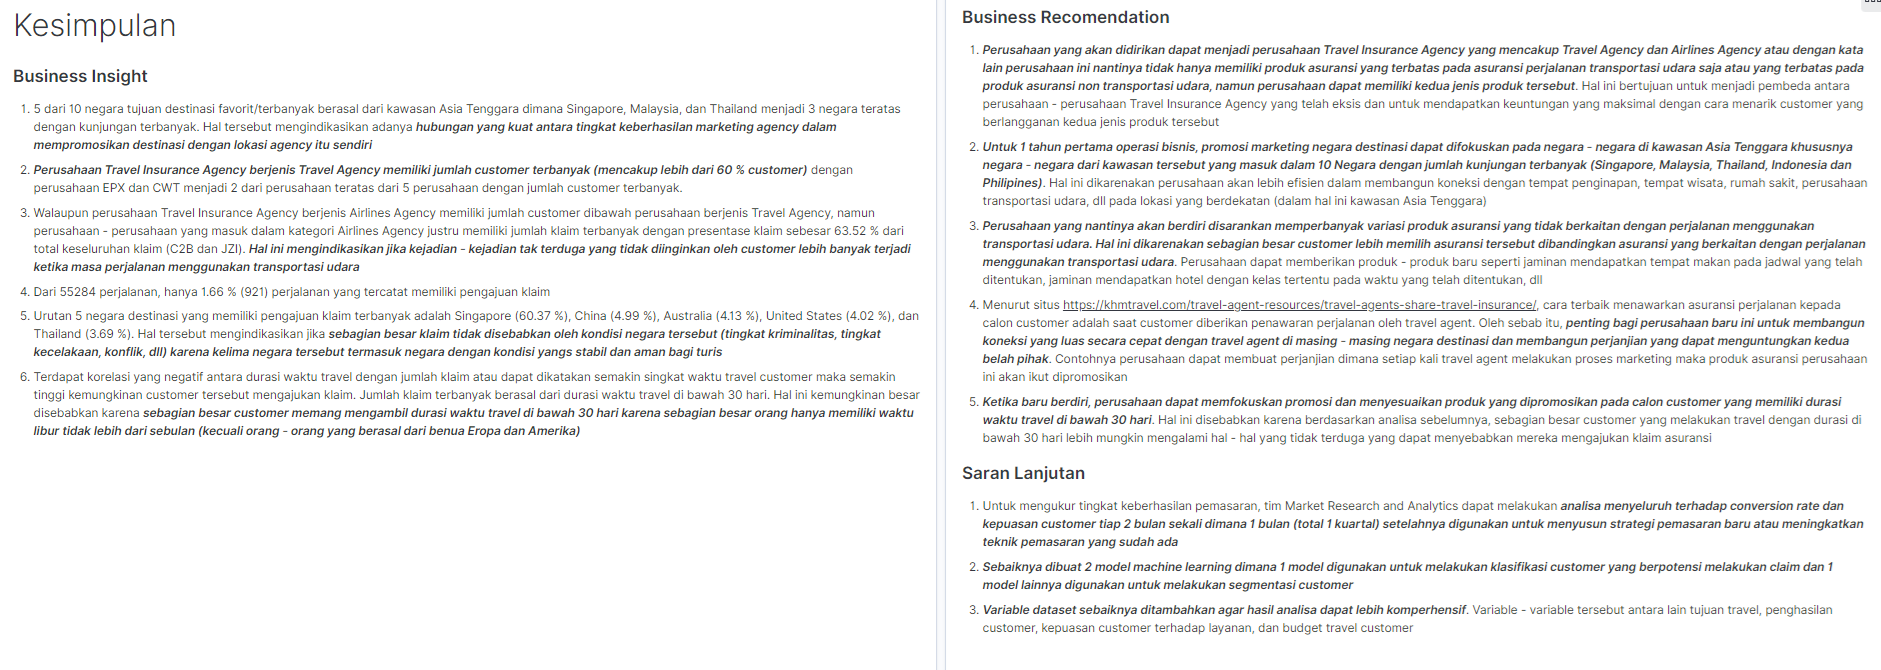 Kesimpulan
Business Insight
1. 5 dari 10 negara tujuan destinasi favorit/terbanyak berasal dari kawasan Asia Tenggara dimana Singapore, Malaysia, dan Thailand menjadi 3 negara teratas
dengan kunjungan terbanyak. Hal tersebut mengindikasikan adanya hubungan yang kuat antara tingkat keberhasilan marketing agency dalam
mempromosikan destinasi dengan lokasi agency itu sendiri
2. Perusahaan Travel Insurance Agency berjenis Travel Agency memiliki jumlah customer terbanyak (mencakup lebih dari 60 % customer) dengan
perusahaan EPX dan CWT menjadi 2 dari perusahaan teratas dari 5 perusahaan dengan jumlah customer terbanyak.
3. Walaupun perusahaan Travel Insurance Agency berjenis Airlines Agency memiliki jumlah customer dibawah perusahaan berjenis Travel Agency, namun
perusahaan - perusahaan yang masuk dalam kategori Airlines Agency justru memiliki jumlah klaim terbanyak dengan presentase klaim sebesar 63.52 % dari
total keseluruhan klaim (C2B dan JZI). Hal ini mengindikasikan jika kejadian - kejadian tak terduga yang tidak diinginkan oleh customer lebih banyak terjadi
ketika masa perjalanan menggunakan transportasi udara
4. Dari 55284 perjalanan, hanya 1.66 % (921) perjalanan yang tercatat memiliki pengajuan klaim
5. Urutan 5 negara destinasi yang memiliki pengajuan klaim terbanyak adalah Singapore (60.37 %), China (4.99 %), Australia (4.13 %), United States (4.02 %), dan
Thailand (3.69 %). Hal tersebut mengindikasikan jika sebagian besar klaim tidak disebabkan oleh kondisi negara tersebut (tingkat kriminalitas, tingkat
kecelakaan, konflik, dll) karena kelima negara tersebut termasuk negara dengan kondisi yangs stabil dan aman bagi turis
6. Terdapat korelasi yang negatif antara durasi waktu travel dengan jumlah klaim atau dapat dikatakan semakin singkat waktu travel customer maka semakin
tinggi kemungkinan customer tersebut mengajukan klaim. Jumlah klaim terbanyak berasal dari durasi waktu travel di bawah 30 hari. Hal ini kemungkinan besar
disebabkan karena sebagian besar customer memang mengambil durasi waktu travel di bawah 30 hari karena sebagian besar orang hanya memiliki waktu
libur tidak lebih dari sebulan (kecuali orang - orang yang berasal dari benua Eropa dan Amerika)
Business Recomendation
1. Perusahaan yang akan didirikan dapat menjadi perusahaan Travel Insurance Agency yang mencakup Travel Agency dan Airlines Agency atau dengan kata
lain perusahaan ini nantinya tidak hanya memiliki produk asuransi yang terbatas pada asuransi perjalanan transportasi udara saja atau yang terbatas pada
produk asuransi non transportasi udara, namun perusahaan dapat memiliki kedua jenis produk tersebut. Hal ini bertujuan untuk menjadi pembeda antara
perusahaan - perusahaan Travel Insurance Agency yang telah eksis dan untuk mendapatkan keuntungan yang maksimal dengan cara menarik customer yang
berlangganan kedua jenis produk tersebut
2. Untuk 1 tahun pertama operasi bisnis, promosi marketing negara destinasi dapat difokuskan pada negara - negara di kawasan Asia Tenggara khususnya
negara - negara dari kawasan tersebut yang masuk dalam 10 Negara dengan jumlah kunjungan terbanyak (Singapore, Malaysia, Thailand, Indonesia dan
Philipines). Hal ini dikarenakan perusahaan akan lebih efisien dalam membangun koneksi dengan tempat penginapan, tempat wisata, rumah sakit, perusahaan
transportasi udara, dll pada lokasi yang berdekatan (dalam hal ini kawasan Asia Tenggara)
3. Perusahaan yang nantinya akan berdiri disarankan memperbanyak variasi produk asuransi yang tidak berkaitan dengan perjalanan menggunakan
transportasi udara. Hal ini dikarenakan sebagian besar customer lebih memilih asuransi tersebut dibandingkan asuransi yang berkaitan dengan perjalanan
menggunakan transportasi udara. Perusahaan dapat memberikan produk - produk baru seperti jaminan mendapatkan tempat makan pada jadwal yang telah
ditentukan, jaminan mendapatkan hotel dengan kelas tertentu pada waktu yang telah ditentukan, dll
4. Menurut situs https://khmtravel.com/travel-agent-resources/travel-agents-share-travel-insurance/, cara terbaik menawarkan asuransi perjalanan kepada
calon customer adalah saat customer diberikan penawaran perjalanan oleh travel agent. Oleh sebab itu, penting bagi perusahaan baru ini untuk membangun
koneksi yang luas secara cepat dengan travel agent di masing - masing negara destinasi dan membangun perjanjian yang dapat menguntungkan kedua
belah pihak. Contohnya perusahaan dapat membuat perjanjian dimana setiap kali travel agent melakukan proses marketing maka produk asuransi perusahaan
ini akan ikut dipromosikan
5. Ketika baru berdiri, perusahaan dapat memfokuskan promosi dan menyesuaikan produk yang dipromosikan pada calon customer yang memiliki durasi
waktu travel di bawah 30 hari. Hal ini disebabkan karena berdasarkan analisa sebelumnya, sebagian besar customer yang melakukan travel dengan durasi di
bawah 30 hari lebih mungkin mengalami hal - hal yang tidak terduga yang dapat menyebabkan mereka mengajukan klaim asuransi
Saran Lanjutan
1. Untuk mengukur tingkat keberhasilan pemasaran, tim Market Research and Analytics dapat melakukan analisa menyeluruh terhadap conversion rate dan
kepuasan customer tiap 2 bulan sekali dimana 1 bulan (total 1 kuartal) setelahnya digunakan untuk menyusun strategi pemasaran baru atau meningkatkan
teknik pemasaran yang sudah ada
2. Sebaiknya dibuat 2 model machine learning dimana 1 model digunakan untuk melakukan klasifikasi customer yang berpotensi melakukan claim dan 1
model lainnya digunakan untuk melakukan segmentasi customer
3. Variable dataset sebaiknya ditambahkan agar hasil analisa dapat lebih komperhensif. Variable - variable tersebut antara lain tujuan travel, penghasilan
customer, kepuasan customer terhadap layanan, dan budget travel customer